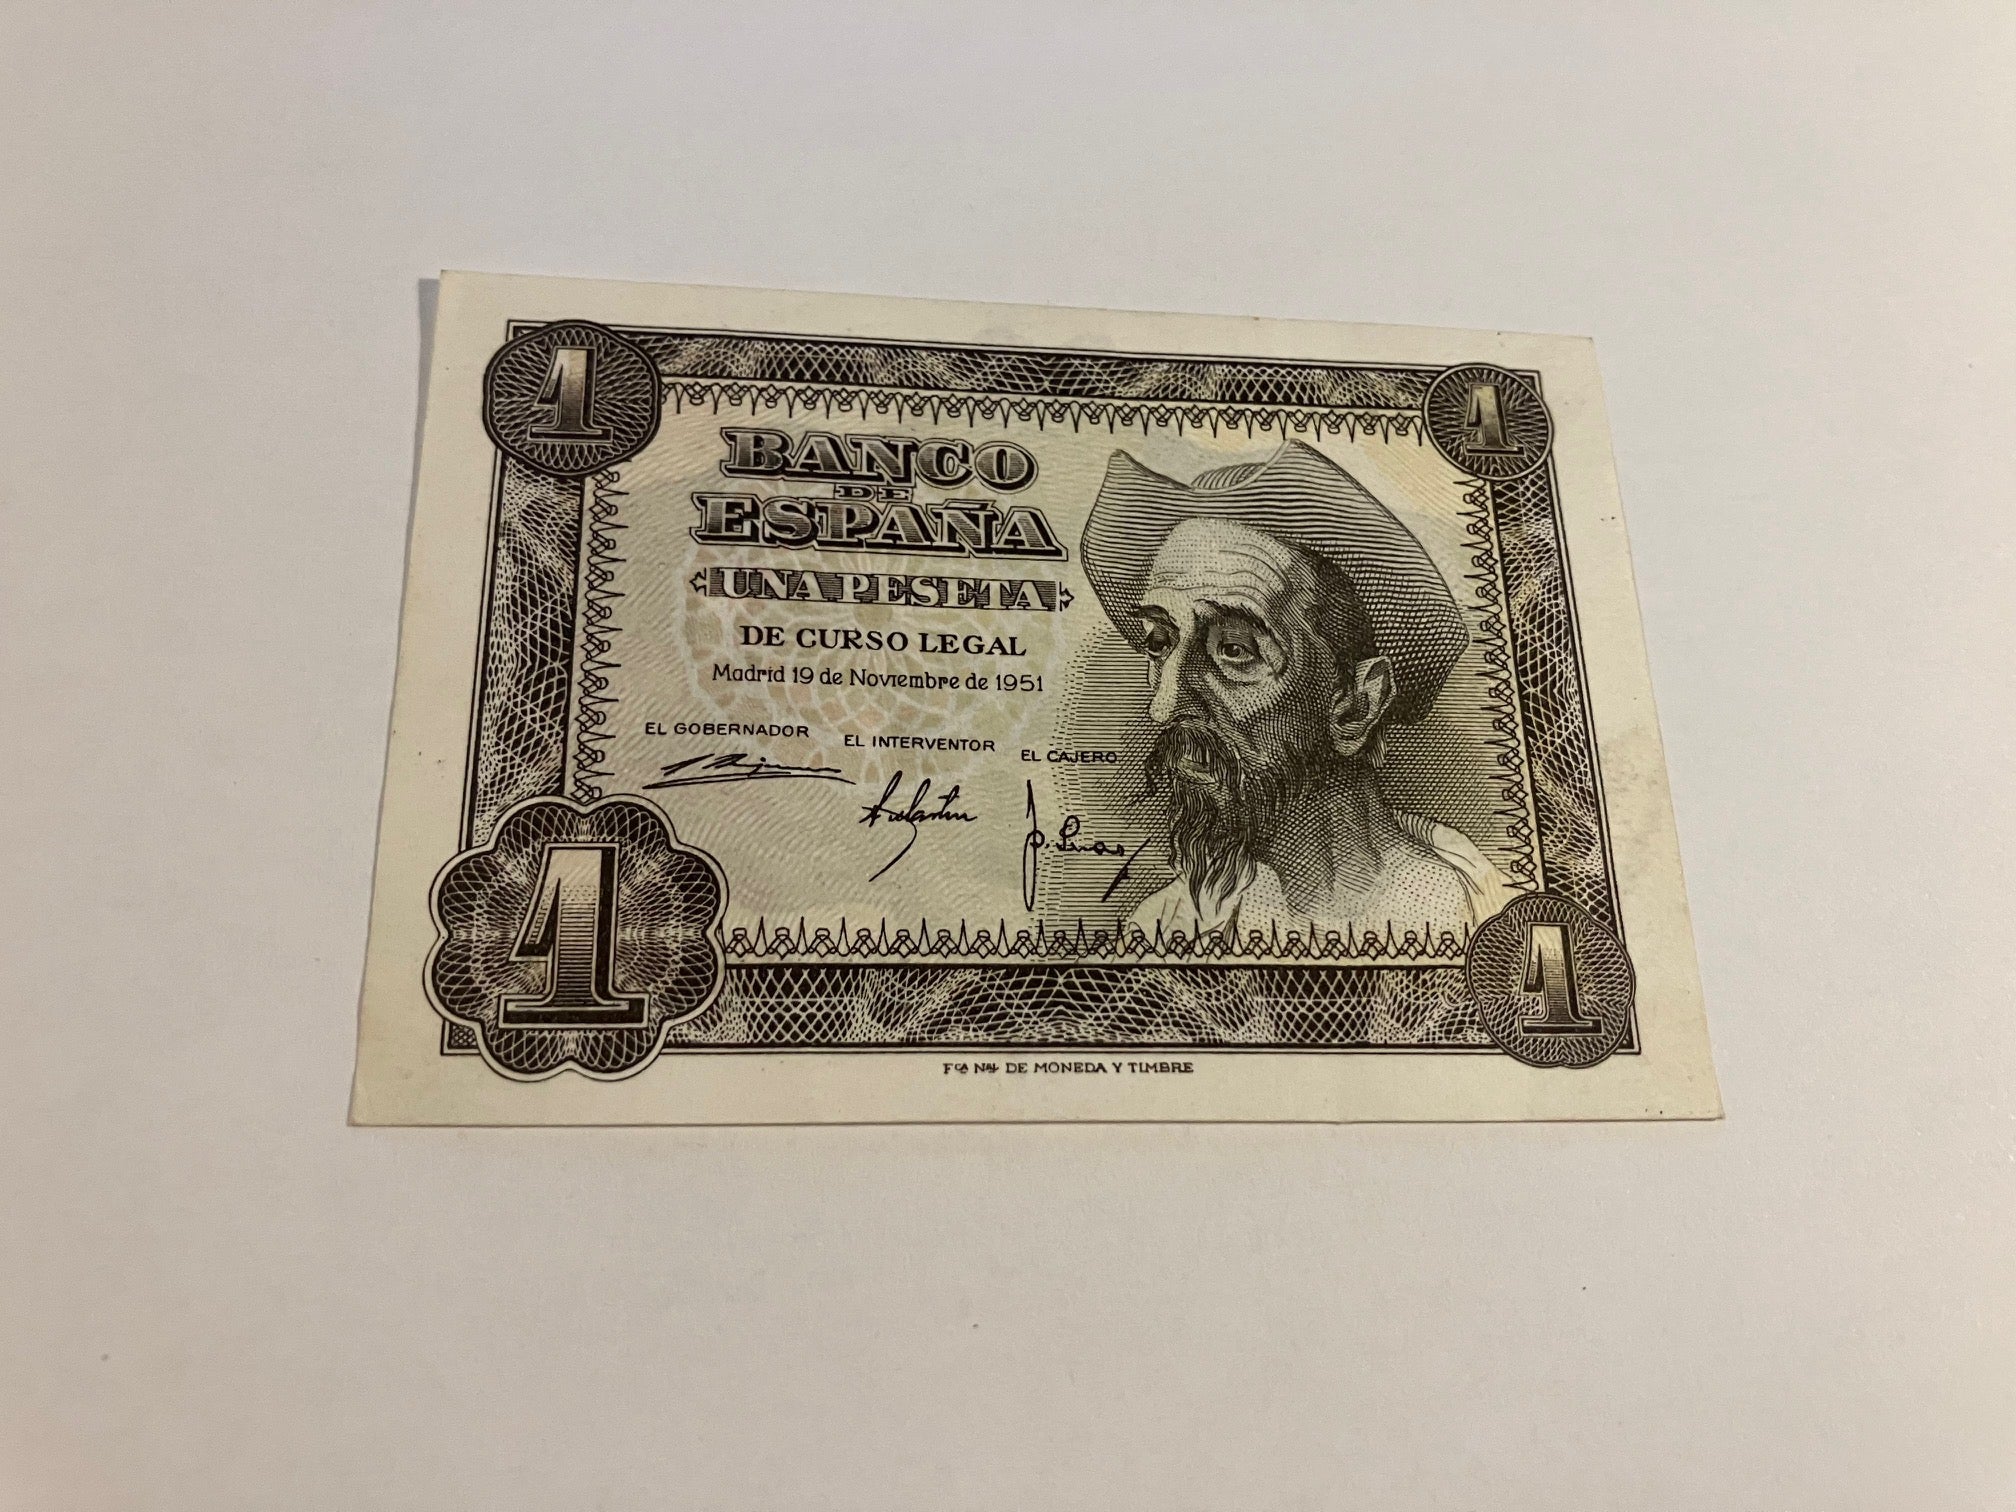 1 1
BANCO
DE
ESPAÑA
UNA PESETA
DE CURSO LEGAL
Madrid 19 de Noviembre de 1951
EL GOBERNADOR EL INTERVENTOR EL CAJERO
1 1
FCA NAL DE MONEDA Y TIMBRE